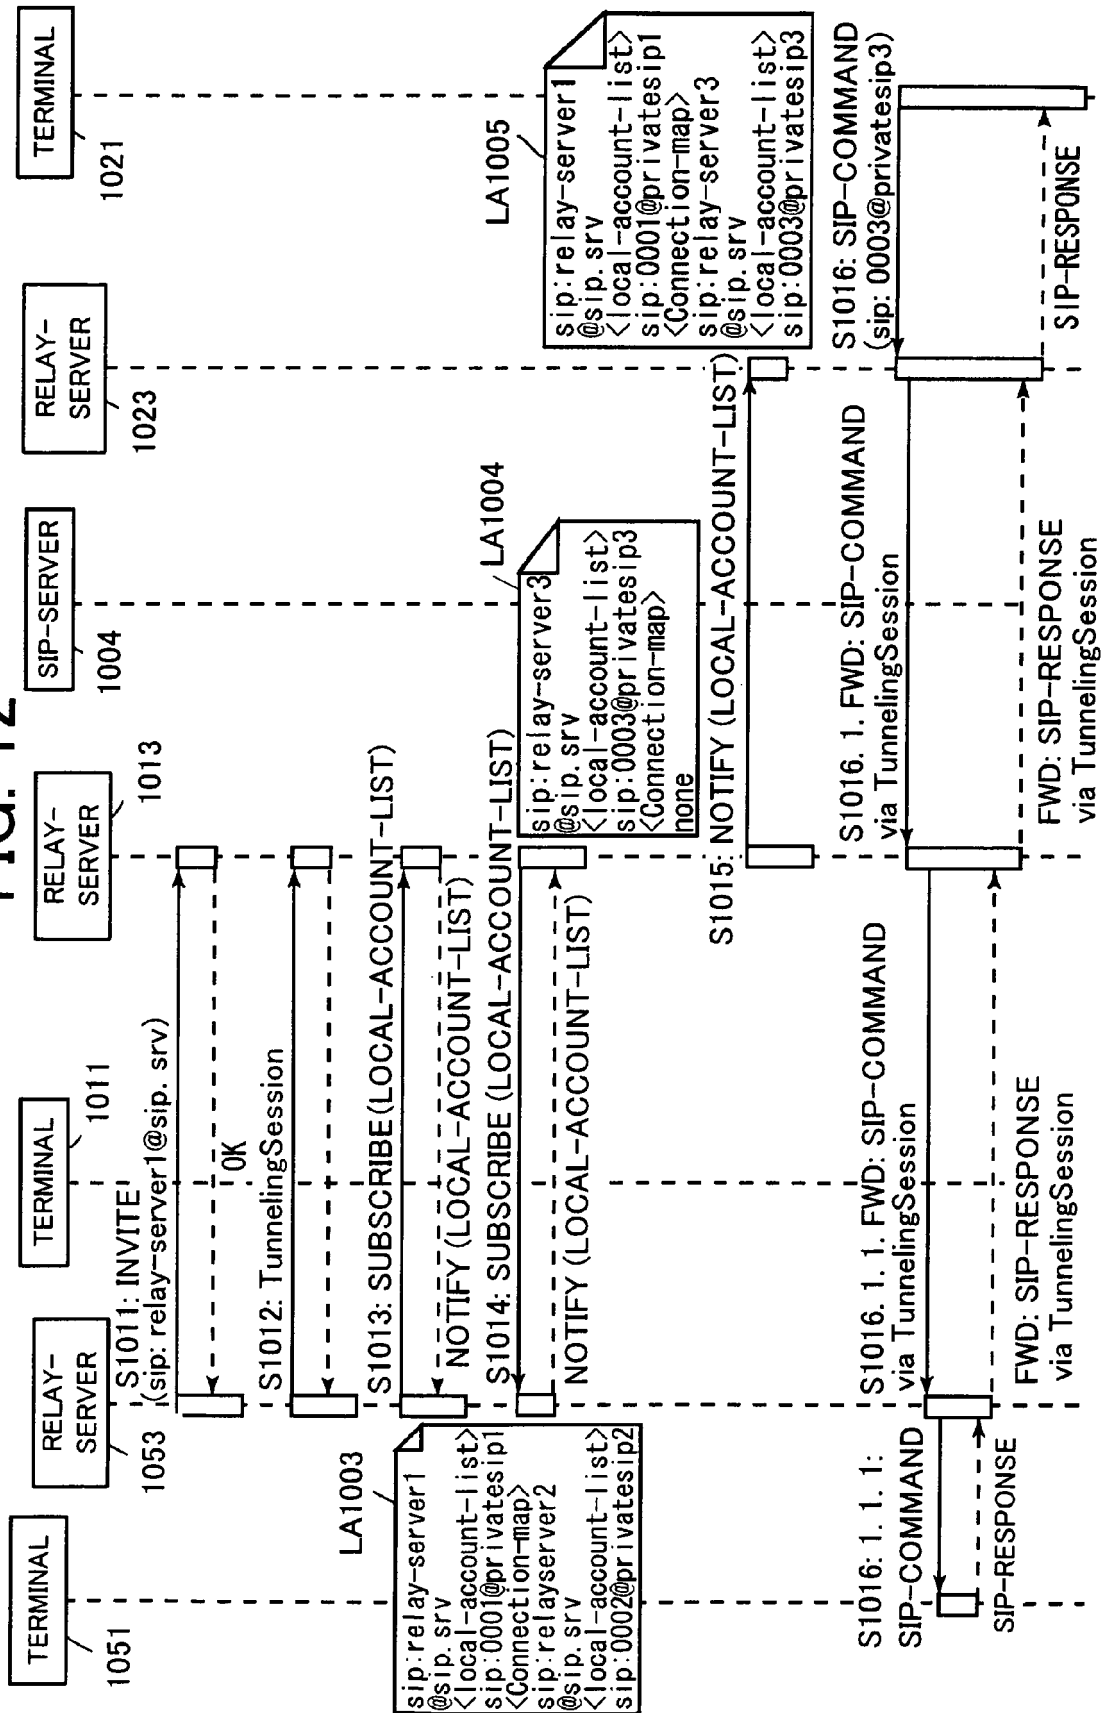 FIG. 12
TERMINAL
1051
RELAY-
SERVER
1053
TERMINAL
1011
RELAY-
SERVER
1013
SIP-SERVER
1004
RELAY-
SERVER
1023
TERMINAL
1021
S1011: INVITE
(sip: relay-server1@sip. srv)
OK
S1012: TunnelingSession
S1013: SUBSCRIBE(LOCAL-ACCOUNT-LIST)
NOTIFY (LOCAL-ACCOUNT-LIST)
LA1003
sip:relay-server1
@sip.srv
<local-account-list>
sip:0001@privatesip1
<Connection-map>
sip:relayserver2
@sip.srv
<local-account-list>
sip:0002@privatesip2
S1014: SUBSCRIBE (LOCAL-ACCOUNT-LIST)
NOTIFY (LOCAL-ACCOUNT-LIST)
LA1004
sip:relay-server3
@sip.srv
<local-account-list>
sip:0003@privatesip3
<Connection-map>
none
LA1005
sip:relay-server1
@sip.srv
<local-account-list>
sip:0001@privatesip1
<Connection-map>
sip:relay-server3
@sip.srv
<local-account-list>
sip:0003@privatesip3
S1015: NOTIFY (LOCAL-ACCOUNT-LIST)
S1016: SIP-COMMAND
(sip: 0003@privatesip3)
S1016. 1. FWD: SIP-COMMAND
via TunnelingSession
S1016. 1. 1. FWD: SIP-COMMAND
via TunnelingSession
S1016: 1. 1. 1:
SIP-COMMAND
SIP-RESPONSE
FWD: SIP-RESPONSE
via TunnelingSession
FWD: SIP-RESPONSE
via TunnelingSession
SIP-RESPONSE